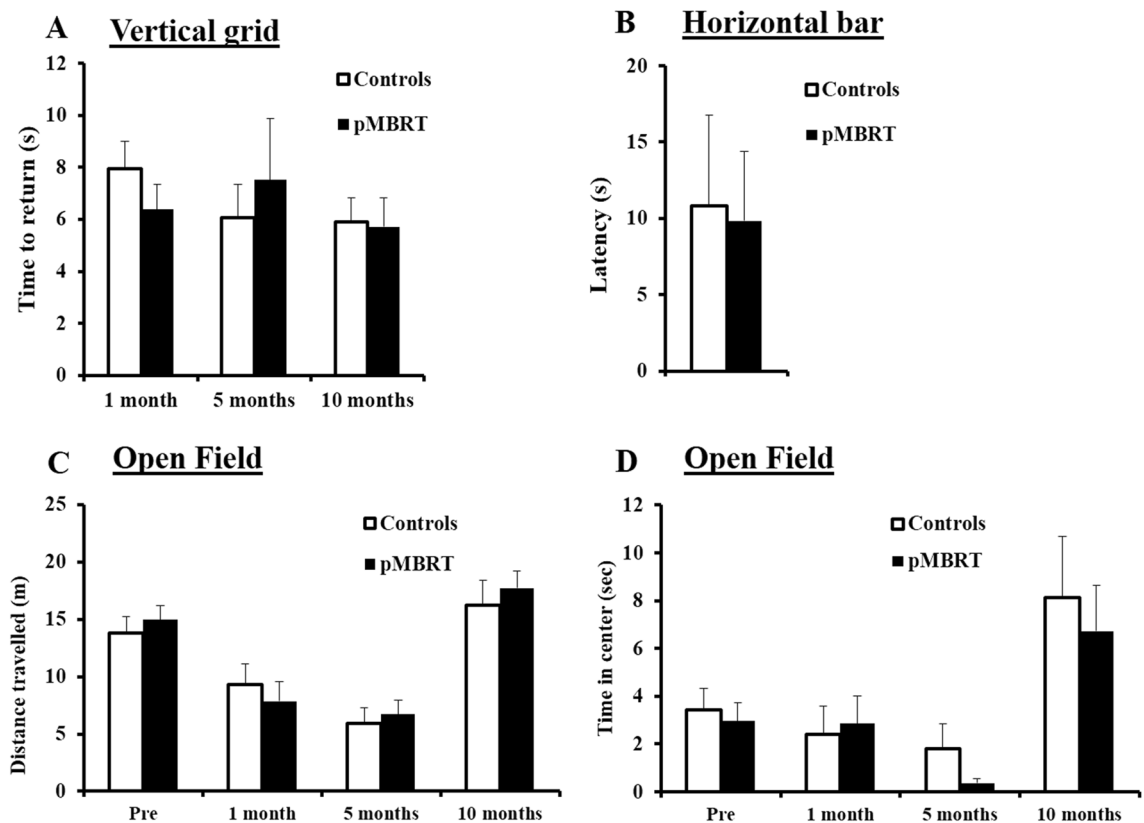 A Vertical grid
12
10
8
6
4
2
0
Time to return (s)
Controls
pMBRT
1 month 5 months 10 months
B Horizontal bar
20
15
10
5
0
Latency (s)
Controls
pMBRT
C Open Field
25
20
15
10
5
0
Distance travelled (m)
Controls
pMBRT
Pre 1 month 5 months 10 months
D Open Field
12
10
8
6
4
2
0
Time in center (sec)
Controls
pMBRT
Pre 1 month 5 months 10 months